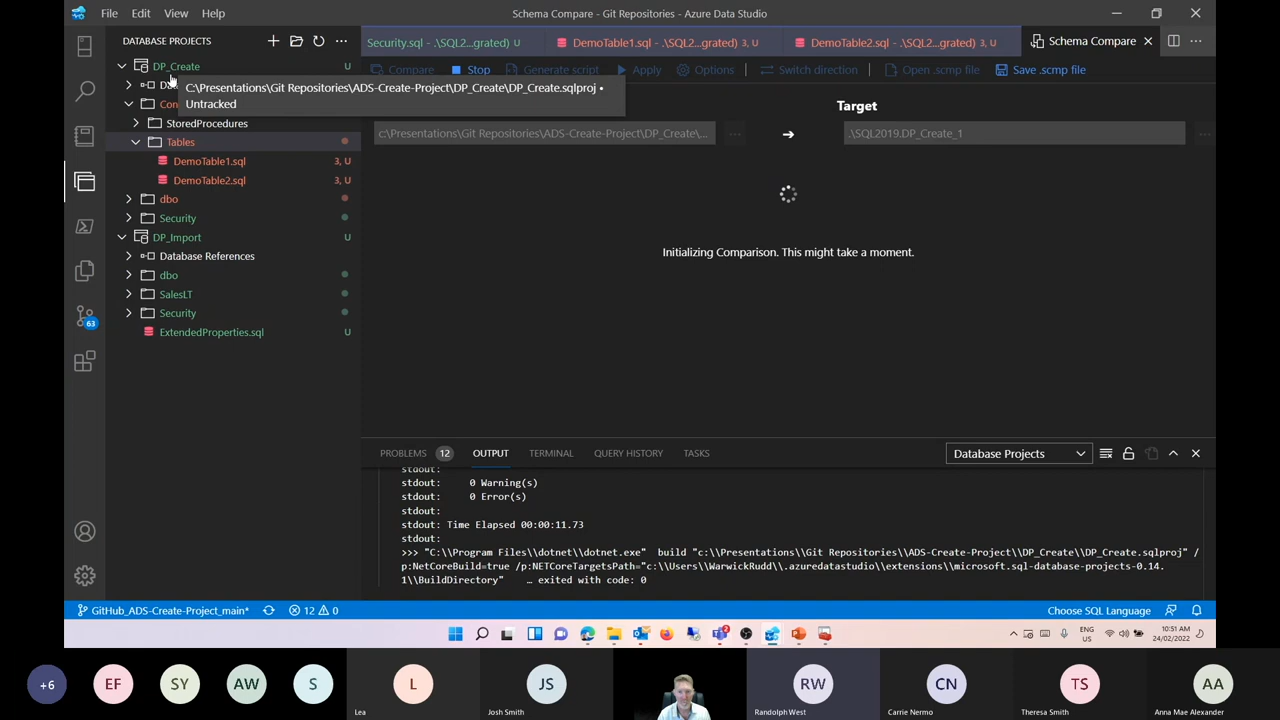 File Edit View Help
Schema Compare - Git Repositories - Azure Data Studio
DATABASE PROJECTS
DP_Create U
C:\Presentations\Git Repositories\ADS-Create-Project\DP_Create\DP_Create.sqlproj •
Untracked
D
Con
StoredProcedures
Tables
DemoTable1.sql 3, U
DemoTable2.sql 3, U
dbo
Security
DP_Import U
Database References
dbo
SalesLT
Security
ExtendedProperties.sql U
63
Security.sql - .\SQL2...grated) U
DemoTable1.sql - .\SQL2...grated) 3, U
DemoTable2.sql - .\SQL2...grated) 3, U
Schema Compare
Compare Stop Generate script Apply Options Switch direction Open .scmp file Save .scmp file
Target
c:\Presentations\Git Repositories\ADS-Create-Project\DP_Create\...
.\SQL2019.DP_Create_1
Initializing Comparison. This might take a moment.
PROBLEMS 12 OUTPUT TERMINAL QUERY HISTORY TASKS
Database Projects
stdout:
stdout: 0 Warning(s)
stdout: 0 Error(s)
stdout:
stdout: Time Elapsed 00:00:11.73
stdout:
>>> "C:\\Program Files\\dotnet\\dotnet.exe" build "c:\\Presentations\\Git Repositories\\ADS-Create-Project\\DP_Create\\DP_Create.sqlproj" /
p:NetCoreBuild=true /p:NETCoreTargetsPath="c:\\Users\\WarwickRudd\\.azuredatastudio\\extensions\\microsoft.sql-database-projects-0.14.
1\\BuildDirectory" … exited with code: 0
GitHub_ADS-Create-Project_main* 12 0
Choose SQL Language
ENG
US
10:51 AM
24/02/2022
+6 EF SY AW S L JS RW CN TS AA
Lea Josh Smith Randolph West Carrie Nermo Theresa Smith Anna Mae Alexander